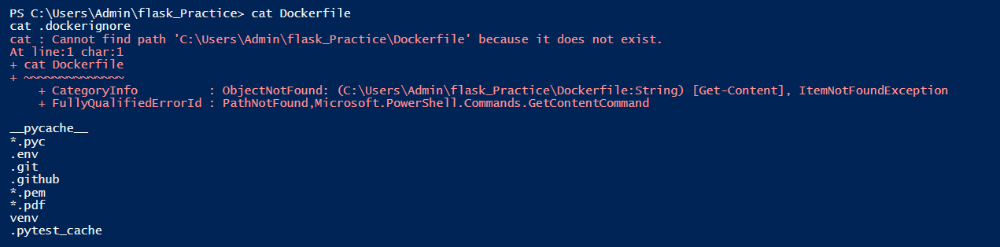 PS C:\Users\Admin\flask_Practice> cat Dockerfile
cat .dockerignore
cat : Cannot find path 'C:\Users\Admin\flask_Practice\Dockerfile' because it does not exist.
At line:1 char:1
+ cat Dockerfile
+ ~~~~~~~~~~~~~~
    + CategoryInfo          : ObjectNotFound: (C:\Users\Admin\flask_Practice\Dockerfile:String) [Get-Content], ItemNotFoundException
    + FullyQualifiedErrorId : PathNotFound,Microsoft.PowerShell.Commands.GetContentCommand

__pycache__
*.pyc
.env
.git
.github
*.pem
*.pdf
venv
.pytest_cache